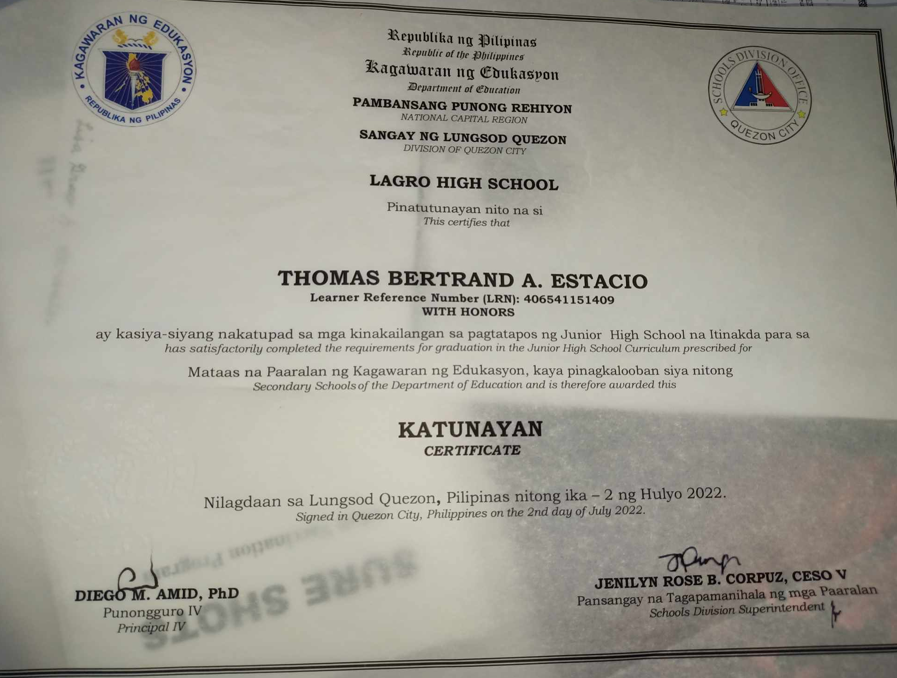 KAGAWARAN NG EDUKASYON
REPUBLIKA NG PILIPINAS
Republika ng Pilipinas
Republic of the Philippines
Kagawaran ng Edukasyon
Department of Education
PAMBANSANG PUNONG REHIYON
NATIONAL CAPITAL REGION
SANGAY NG LUNGSOD QUEZON
DIVISION OF QUEZON CITY
SCHOOLS DIVISION OFFICE
QUEZON CITY
LAGRO HIGH SCHOOL
Pinatutunayan nito na si
This certifies that
THOMAS BERTRAND A. ESTACIO
Learner Reference Number (LRN): 406541151409
WITH HONORS
ay kasiya-siyang nakatupad sa mga kinakailangan sa pagtatapos ng Junior High School na Itinakda para sa
has satisfactorily completed the requirements for graduation in the Junior High School Curriculum prescribed for
Mataas na Paaralan ng Kagawaran ng Edukasyon, kaya pinagkalooban siya nitong
Secondary Schools of the Department of Education and is therefore awarded this
KATUNAYAN
CERTIFICATE
Nilagdaan sa Lungsod Quezon, Pilipinas nitong ika – 2 ng Hulyo 2022.
Signed in Quezon City, Philippines on the 2nd day of July 2022.
DIEGO M. AMID, PhD
Punongguro IV
Principal IV
JENILYN ROSE B. CORPUZ, CESO V
Pansangay na Tagapamanihala ng mga Paaralan
Schools Division Superintendent
SURE SHOTS